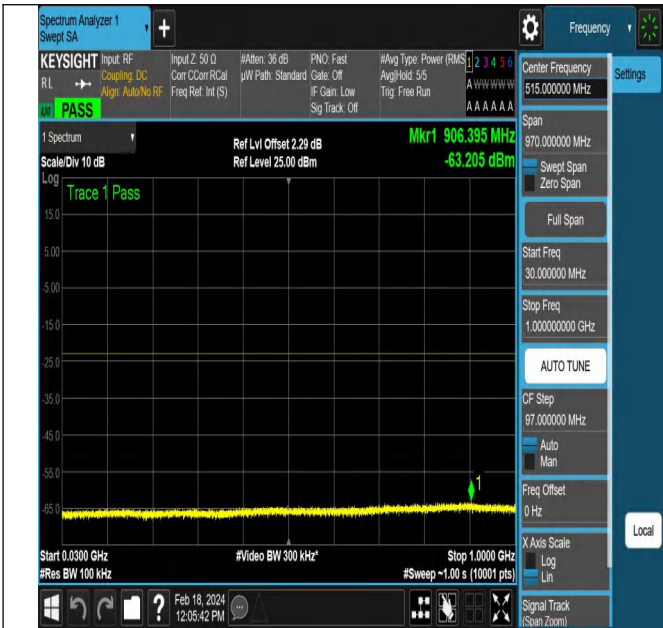 Spectrum Analyzer 1
Swept SA
+
Frequency
KEYSIGHT
RL
PASS
Input: RF
Coupling: DC
Align: Auto/No RF
Input Z: 50 Ω
Corr CCorr RCal
Freq Ref: Int (S)
#Atten: 36 dB
µW Path: Standard
PNO: Fast
Gate: Off
IF Gain: Low
Sig Track: Off
#Avg Type: Power (RMS
Avg|Hold: 5/5
Trig: Free Run
1 2 3 4 5 6
A W W W W W
A A A A A A
Center Frequency
515.000000 MHz
Settings
Span
970.000000 MHz
Swept Span
Zero Span
Full Span
Start Freq
30.000000 MHz
Stop Freq
1.000000000 GHz
AUTO TUNE
CF Step
97.000000 MHz
Auto
Man
Freq Offset
0 Hz
X Axis Scale
Log
Lin
Signal Track
(Span Zoom)
Local
1 Spectrum
Scale/Div 10 dB
Ref Lvl Offset 2.29 dB
Ref Level 25.00 dBm
Mkr1 906.395 MHz
-63.205 dBm
Log
Trace 1 Pass
15.0
5.00
-5.00
-15.0
-25.0
-35.0
-45.0
-55.0
-65.0
1
Start 0.0300 GHz
#Res BW 100 kHz
#Video BW 300 kHz*
Stop 1.0000 GHz
#Sweep ~1.00 s (10001 pts)
?
Feb 18, 2024
12:05:42 PM